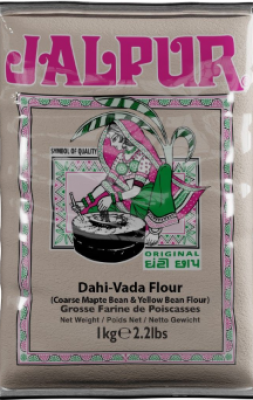 JALPUR
SYMBOL OF QUALITY
ORIGINAL
ઘંટી છાપ
Dahi-Vada Flour
(Coarse Mapte Bean & Yellow Bean Flour)
Grosse Farine de Poiscasses
Net Weight / Poids Net / Netto Gewicht
1kg e 2.2lbs